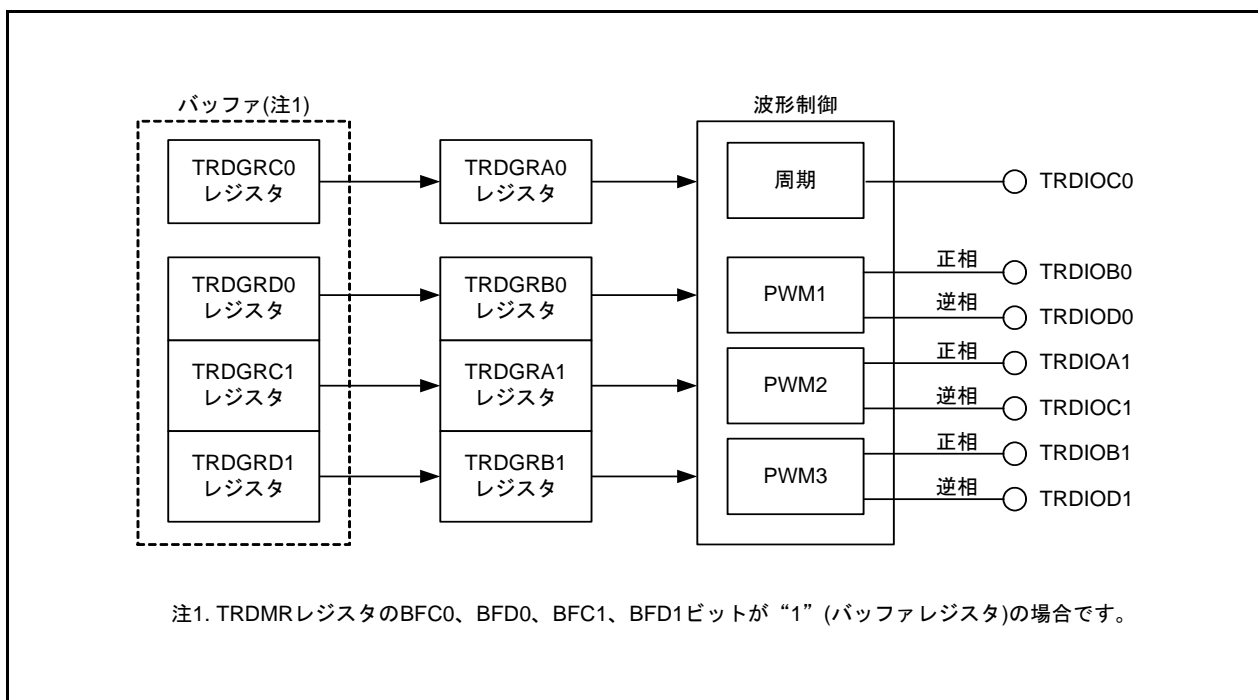 バッファ(注1)
波形制御
TRDGRC0
レジスタ
TRDGRA0
レジスタ
周期
TRDIOC0
TRDGRD0
レジスタ
TRDGRB0
レジスタ
PWM1
正相
TRDIOB0
逆相
TRDIOD0
TRDGRC1
レジスタ
TRDGRA1
レジスタ
PWM2
正相
TRDIOA1
逆相
TRDIOC1
TRDGRD1
レジスタ
TRDGRB1
レジスタ
PWM3
正相
TRDIOB1
逆相
TRDIOD1
注1. TRDMRレジスタのBFC0、BFD0、BFC1、BFD1ビットが“1”(バッファレジスタ)の場合です。